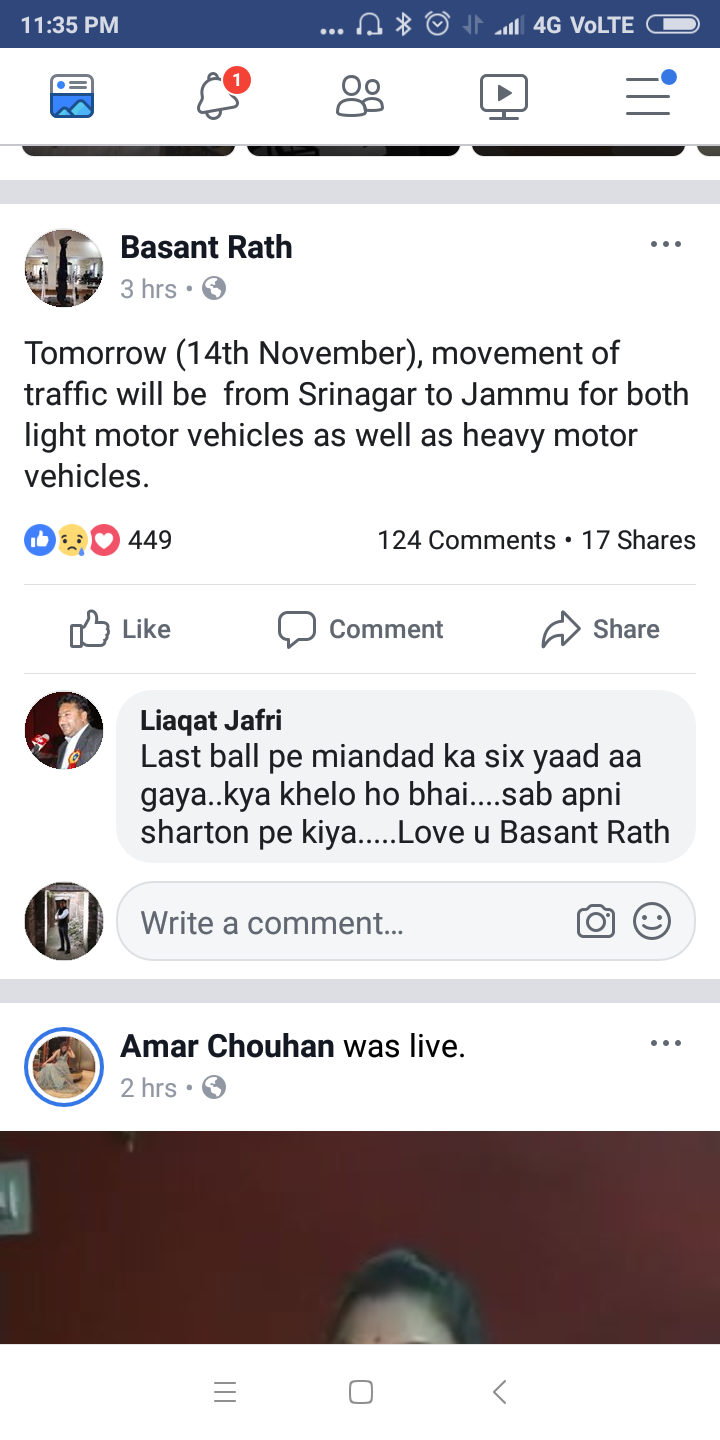 11:35 PM
... 4G VoLTE
1
Basant Rath
3 hrs •
Tomorrow (14th November), movement of
traffic will be from Srinagar to Jammu for both
light motor vehicles as well as heavy motor
vehicles.
449 124 Comments • 17 Shares
Like Comment Share
Liaqat Jafri
Last ball pe miandad ka six yaad aa
gaya..kya khelo ho bhai....sab apni
sharton pe kiya.....Love u Basant Rath
Write a comment...
Amar Chouhan was live.
2 hrs •